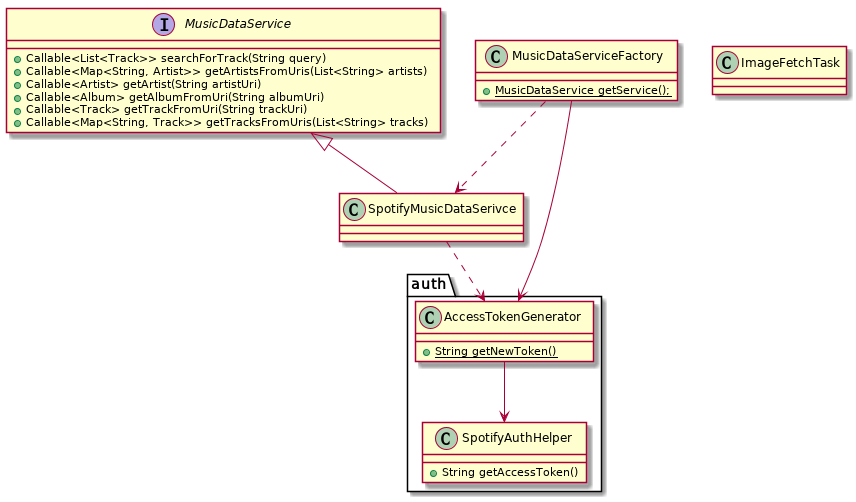 I MusicDataService
Callable<List<Track>> searchForTrack(String query)
Callable<Map<String, Artist>> getArtistsFromUris(List<String> artists)
Callable<Artist> getArtist(String artistUri)
Callable<Album> getAlbumFromUri(String albumUri)
Callable<Track> getTrackFromUri(String trackUri)
Callable<Map<String, Track>> getTracksFromUris(List<String> tracks)
C MusicDataServiceFactory
MusicDataService getService();
C ImageFetchTask
C SpotifyMusicDataSerivce
auth
C AccessTokenGenerator
String getNewToken()
C SpotifyAuthHelper
String getAccessToken()